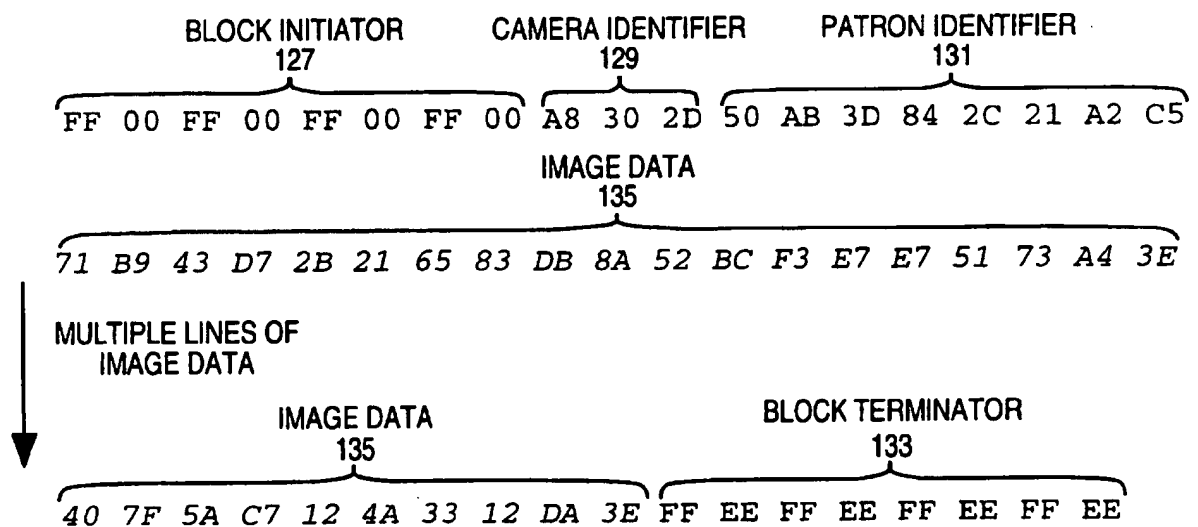 BLOCK INITIATOR CAMERA IDENTIFIER PATRON IDENTIFIER
127 129 131
FF 00 FF 00 FF 00 FF 00 A8 30 2D 50 AB 3D 84 2C 21 A2 C5
IMAGE DATA
135
71 B9 43 D7 2B 21 65 83 DB 8A 52 BC F3 E7 E7 51 73 A4 3E
MULTIPLE LINES OF
IMAGE DATA
IMAGE DATA BLOCK TERMINATOR
135 133
40 7F 5A C7 12 4A 33 12 DA 3E FF EE FF EE FF EE FF EE